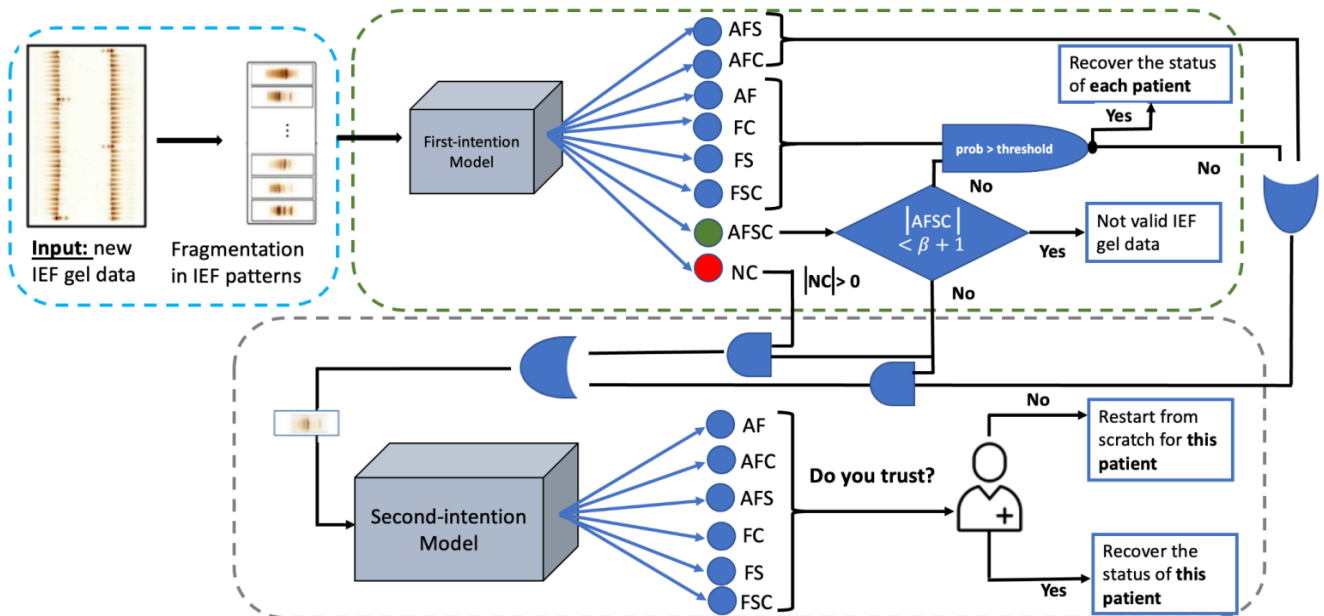 Input: new
IEF gel data
Fragmentation
in IEF patterns
...
First-intention
Model
AFS
AFC
AF
FC
FS
FSC
AFSC
NC
|NC|> 0
prob > threshold
Yes
Recover the status
of each patient
No
No
|AFSC|
< β + 1
Yes
Not valid IEF
gel data
No
Second-intention
Model
AF
AFC
AFS
FC
FS
FSC
Do you trust?
No
Restart from
scratch for this
patient
Yes
Recover the
status of this
patient